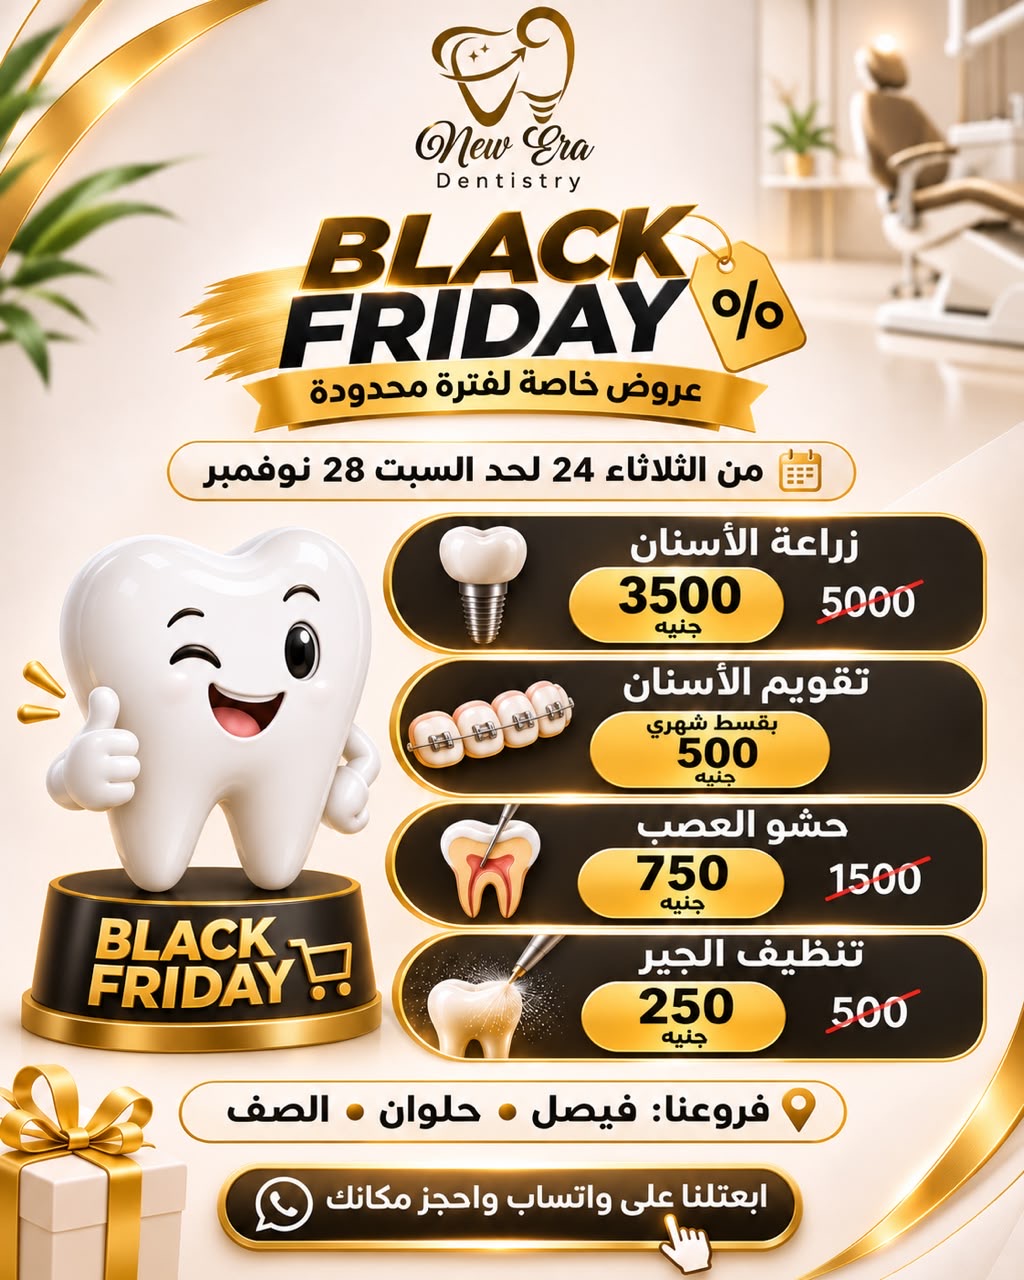 New Era
Dentistry
BLACK
FRIDAY
%
عروض خاصة لفترة محدودة
من الثلاثاء 24 لحد السبت 28 نوفمبر
زراعة الأسنان
5000
3500
جنيه
تقويم الأسنان
بقسط شهري
500
جنيه
حشو العصب
1500
750
جنيه
تنظيف الجير
500
250
جنيه
BLACK
FRIDAY
فروعنا: فيصل • حلوان • الصف
ابعتلنا على واتساب واحجز مكانك